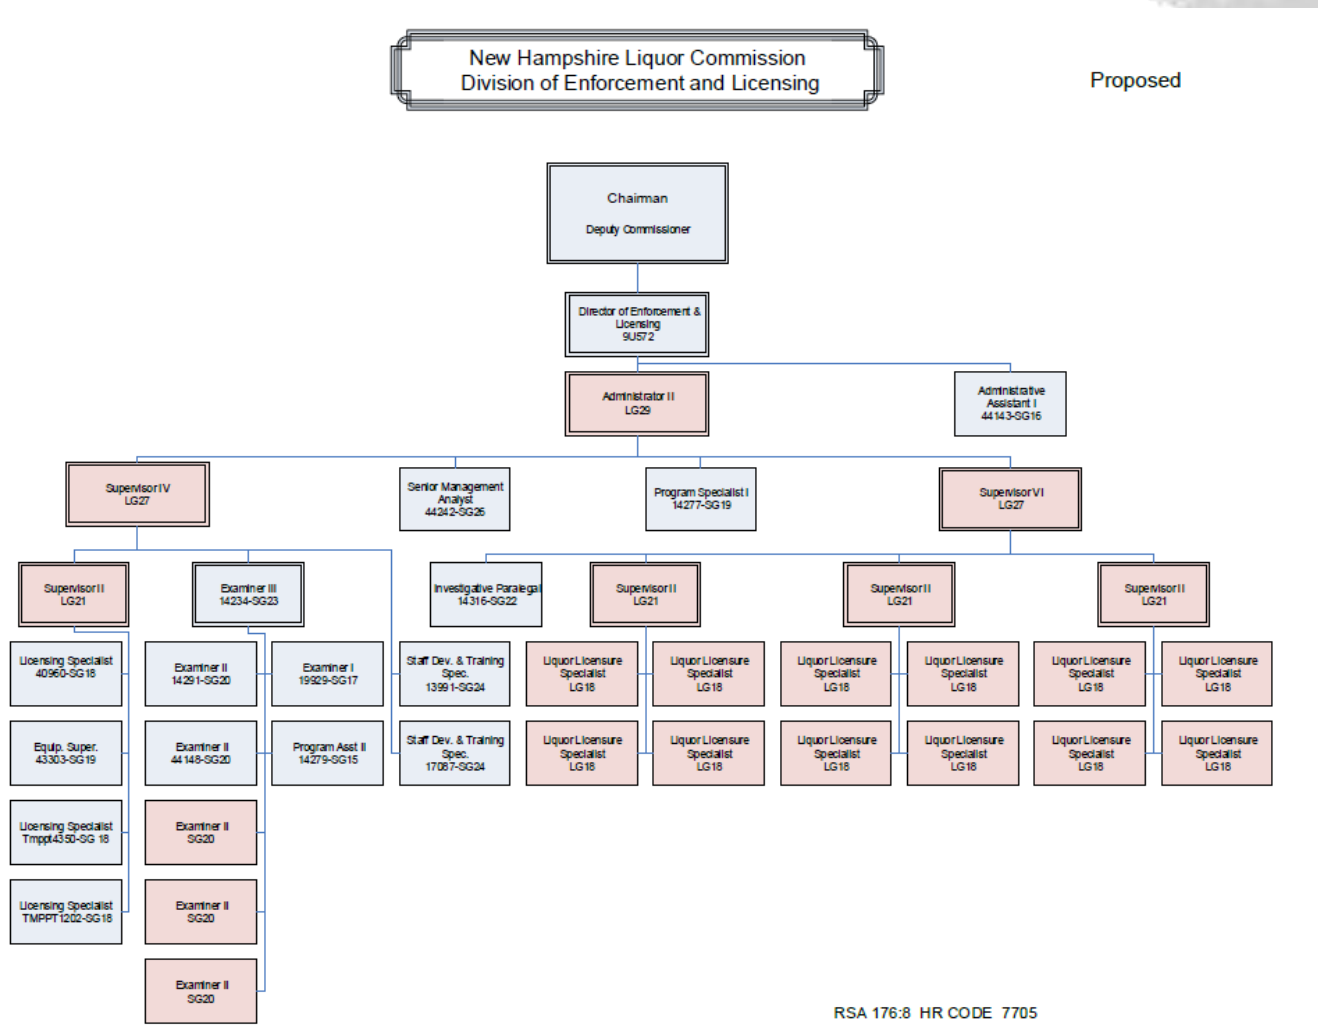 New Hampshire Liquor Commission
Division of Enforcement and Licensing
Proposed
Chairman
Deputy Commissioner
Director of Enforcement &
Licensing
9U572
Administrator II
LG29
Administrative
Assistant I
44143-SG16
Supervisor IV
LG27
Senior Management
Analyst
44242-SG26
Program Specialist I
14277-SG19
Supervisor VI
LG27
Supervisor II
LG21
Examiner III
14234-SG23
Investigative Paralegal
14316-SG22
Supervisor II
LG21
Supervisor II
LG21
Supervisor II
LG21
Licensing Specialist
40960-SG18
Examiner II
14291-SG20
Examiner I
19929-SG17
Staff Dev. & Training
Spec.
13991-SG24
Liquor Licensure
Specialist
LG18
Liquor Licensure
Specialist
LG18
Liquor Licensure
Specialist
LG18
Liquor Licensure
Specialist
LG18
Liquor Licensure
Specialist
LG18
Liquor Licensure
Specialist
LG18
Equip. Super.
43303-SG19
Examiner II
44148-SG20
Program Asst II
14279-SG15
Staff Dev. & Training
Spec.
17087-SG24
Liquor Licensure
Specialist
LG18
Liquor Licensure
Specialist
LG18
Liquor Licensure
Specialist
LG18
Liquor Licensure
Specialist
LG18
Liquor Licensure
Specialist
LG18
Liquor Licensure
Specialist
LG18
Licensing Specialist
Tmppt4350-SG 18
Examiner II
SG20
Licensing Specialist
TMPPT1202-SG18
Examiner II
SG20
Examiner II
SG20
RSA 176:8 HR CODE 7705